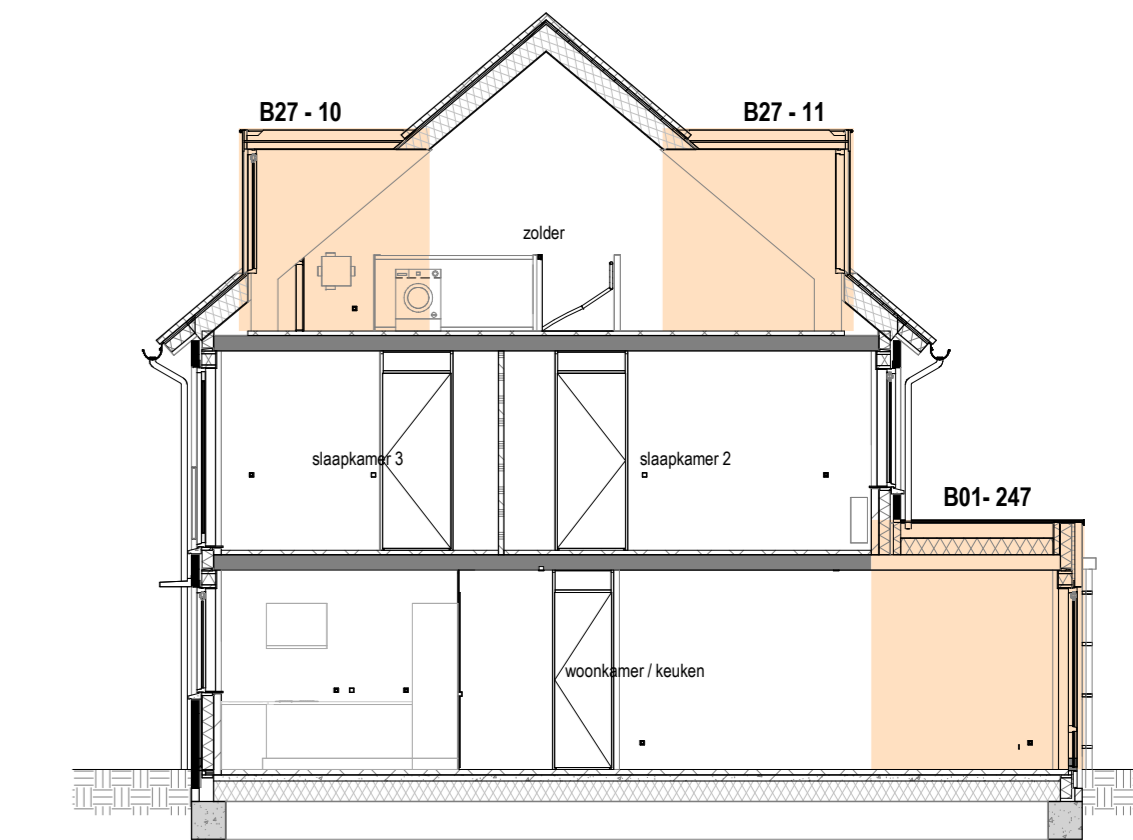 B27 - 10
B27 - 11
zolder
slaapkamer 3
slaapkamer 2
B01- 247
woonkamer / keuken